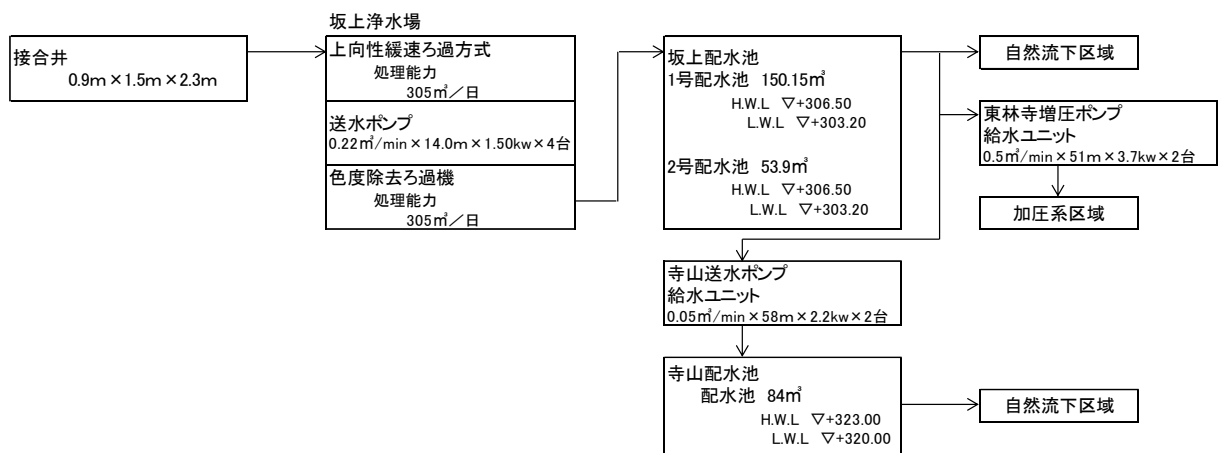 坂上浄水場
接合井
0.9m×1.5m×2.3m
上向性緩速ろ過方式
処理能力
305㎥／日
送水ポンプ
0.22㎥/min×14.0m×1.50kw×4台
色度除去ろ過機
処理能力
305㎥／日
坂上配水池
1号配水池 150.15㎥
H.W.L ▽+306.50
L.W.L ▽+303.20
2号配水池 53.9㎥
H.W.L ▽+306.50
L.W.L ▽+303.20
自然流下区域
東林寺増圧ポンプ
給水ユニット
0.5㎥/min×51m×3.7kw×2台
加圧系区域
寺山送水ポンプ
給水ユニット
0.05㎥/min×58m×2.2kw×2台
寺山配水池
配水池 84㎥
H.W.L ▽+323.00
L.W.L ▽+320.00
自然流下区域